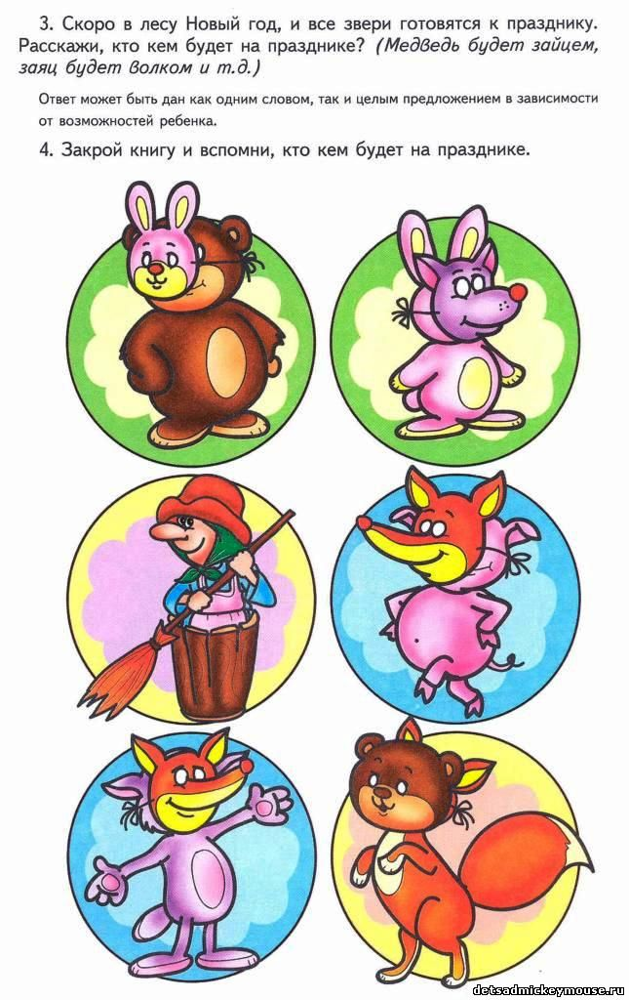 3. Скоро в лесу Новый год, и все звери готовятся к празднику.
Расскажи, кто кем будет на празднике? (Медведь будет зайцем,
заяц будет волком и т.д.)
Ответ может быть дан как одним словом, так и целым предложением в зависимости
от возможностей ребенка.
4. Закрой книгу и вспомни, кто кем будет на празднике.
detsadmickeymouse.ru